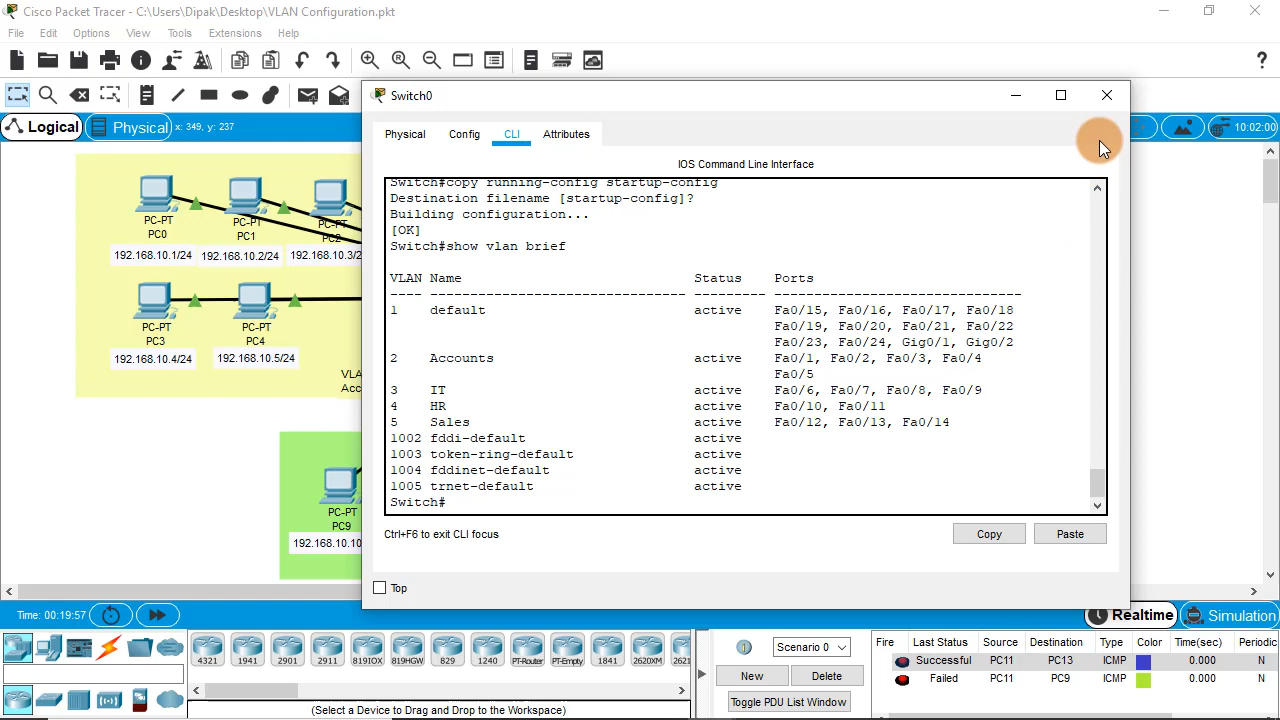 Cisco Packet Tracer - C:\Users\Dipak\Desktop\VLAN Configuration.pkt
File Edit Options View Tools Extensions Help
Logical Physical x: 349, y: 237 10:02:00
Switch0
Physical Config CLI Attributes
IOS Command Line Interface
Switch#copy running-config startup-config
Destination filename [startup-config]?
Building configuration...
[OK]
Switch#show vlan brief
VLAN Name Status Ports
---- -------------------------------- --------- -------------------------------
1 default active Fa0/15, Fa0/16, Fa0/17, Fa0/18
Fa0/19, Fa0/20, Fa0/21, Fa0/22
Fa0/23, Fa0/24, Gig0/1, Gig0/2
2 Accounts active Fa0/1, Fa0/2, Fa0/3, Fa0/4
Fa0/5
3 IT active Fa0/6, Fa0/7, Fa0/8, Fa0/9
4 HR active Fa0/10, Fa0/11
5 Sales active Fa0/12, Fa0/13, Fa0/14
1002 fddi-default active
1003 token-ring-default active
1004 fddinet-default active
1005 trnet-default active
Switch#
Ctrl+F6 to exit CLI focus
Copy Paste
Top
PC-PT PC-PT PC-PT
PC0 PC1 PC2
192.168.10.1/24 192.168.10.2/24 192.168.10.3/2
PC-PT PC-PT
PC3 PC4
192.168.10.4/24 192.168.10.5/24
VLA
Acc
PC-PT
PC9
192.168.10.10
Time: 00:19:57 Realtime Simulation
4321 1941 2901 2911 819IOX 819HGW 829 1240 PT-Router PT-Empty 1841 2620XM 2621
(Select a Device to Drag and Drop to the Workspace)
Scenario 0
New Delete
Toggle PDU List Window
Fire Last Status Source Destination Type Color Time(sec) Periodic
Successful PC11 PC13 ICMP 0.000 N
Failed PC11 PC9 ICMP 0.000 N